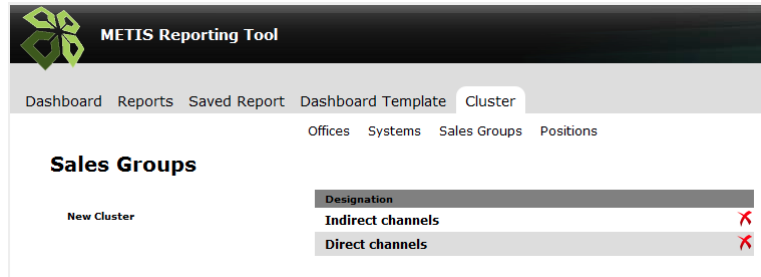 METIS Reporting Tool
Dashboard Reports Saved Report Dashboard Template Cluster
Offices Systems Sales Groups Positions
Sales Groups
New Cluster
Designation
Indirect channels
Direct channels